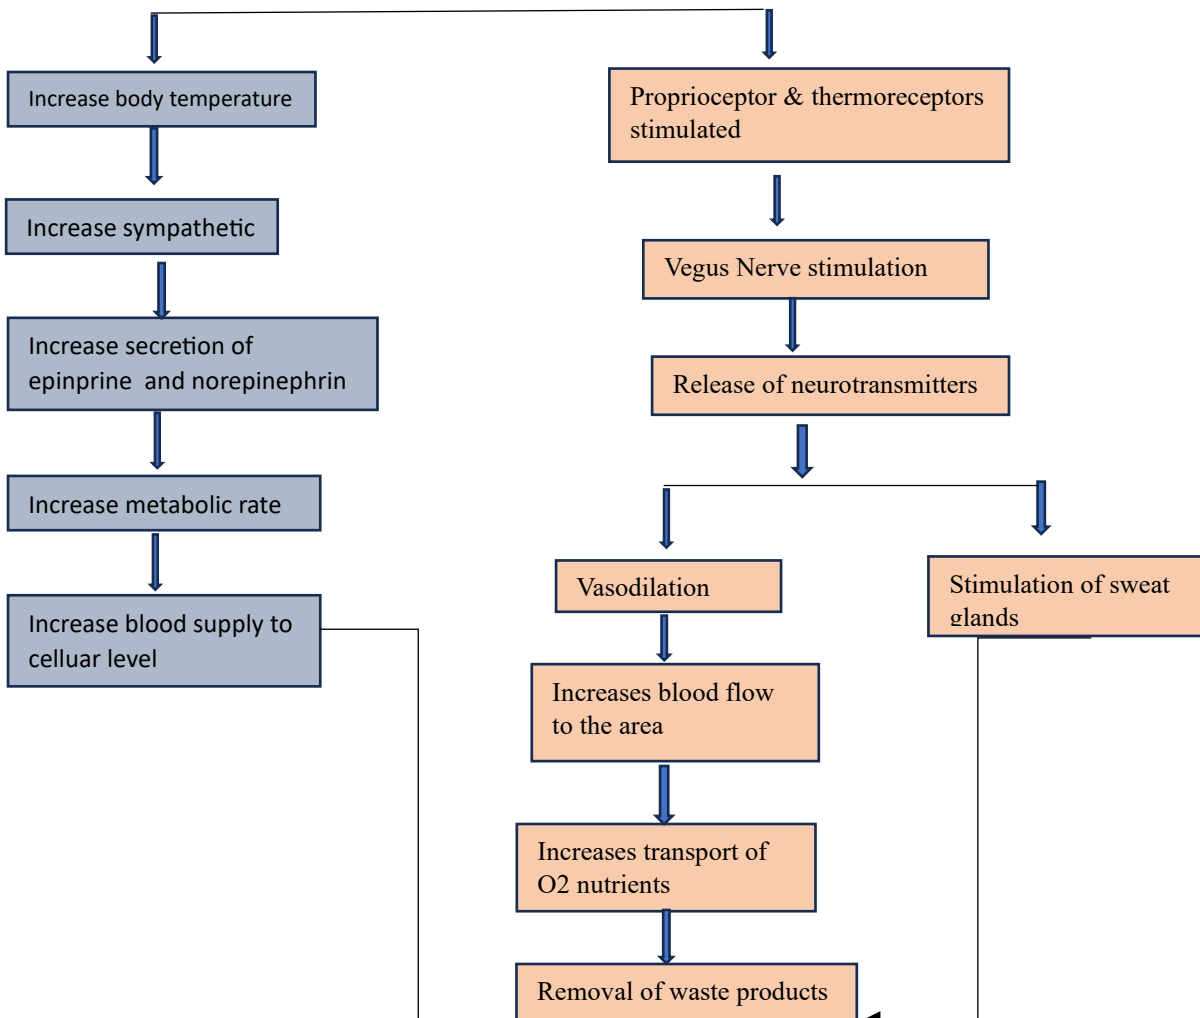 Increase body temperature
Proprioceptor & thermoreceptors
stimulated
Increase sympathetic
Vegus Nerve stimulation
Increase secretion of
epinprine  and norepinephrin
Release of neurotransmitters
Increase metabolic rate
Vasodilation
Stimulation of sweat
glands
Increase blood supply to
celluar level
Increases blood flow
to the area
Increases transport of
O2 nutrients
Removal of waste products